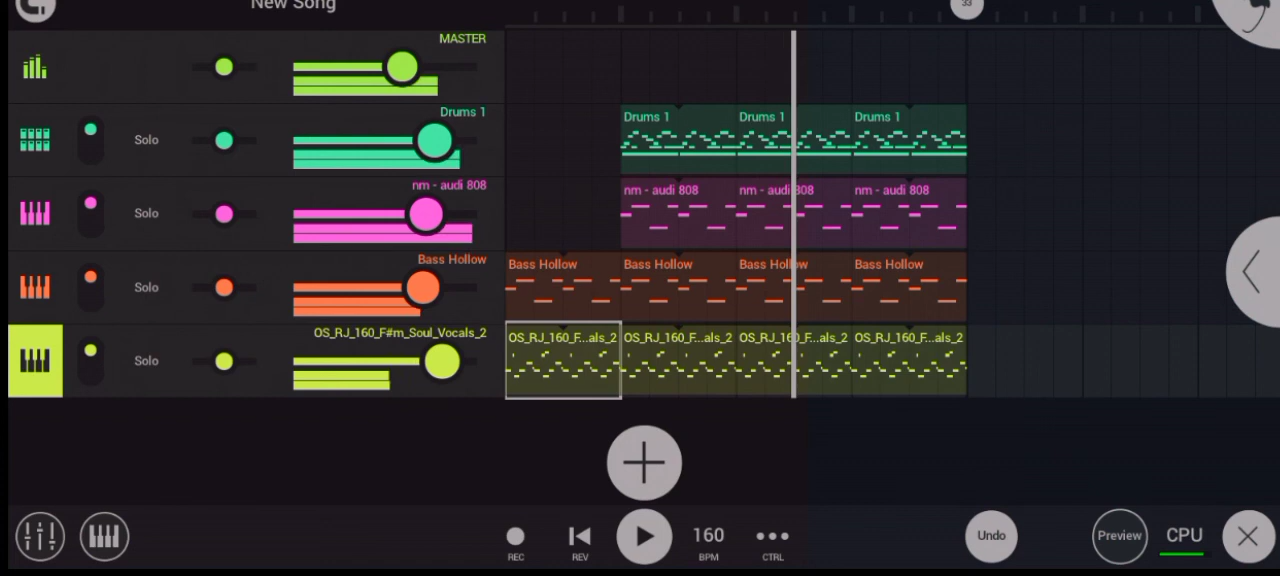 New Song
33
MASTER
Drums 1
Solo
Drums 1 Drums 1 Drums 1
nm - audi 808
Solo
nm - audi 808 nm - audi 808 nm - audi 808
Bass Hollow
Solo
Bass Hollow Bass Hollow Bass Hollow Bass Hollow
OS_RJ_160_F#m_Soul_Vocals_2
Solo
OS_RJ_160_F...als_2 OS_RJ_160_F...als_2 OS_RJ_160_F...als_2 OS_RJ_160_F...als_2
REC
REV
160
BPM
CTRL
Undo
Preview
CPU